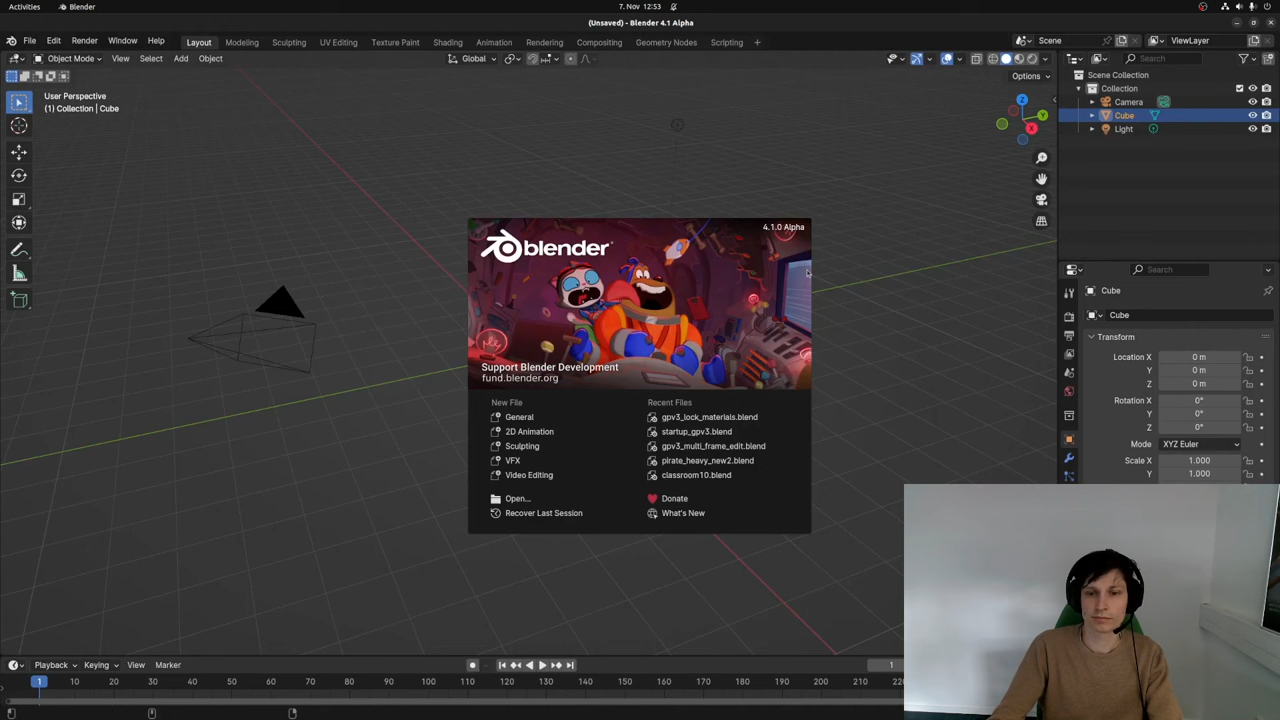 Activities Blender 7. Nov 12:53
(Unsaved) - Blender 4.1 Alpha
File Edit Render Window Help Layout Modeling Sculpting UV Editing Texture Paint Shading Animation Rendering Compositing Geometry Nodes Scripting + Scene ViewLayer
Object Mode View Select Add Object Global Search
Options
User Perspective
(1) Collection | Cube
Scene Collection
Collection
Camera
Cube
Light
Z
Y
X
Search
Cube
Cube
Transform
Location X 0 m
Y 0 m
Z 0 m
Rotation X 0°
Y 0°
Z 0°
Mode XYZ Euler
Scale X 1.000
Y 1.000
4.1.0 Alpha
blender
Support Blender Development
fund.blender.org
New File Recent Files
General gpv3_lock_materials.blend
2D Animation startup_gpv3.blend
Sculpting gpv3_multi_frame_edit.blend
VFX pirate_heavy_new2.blend
Video Editing classroom10.blend
Open... Donate
Recover Last Session What's New
Playback Keying View Marker 1
1 10 20 30 40 50 60 70 80 90 100 110 120 130 140 150 160 170 180 190 200 210 220